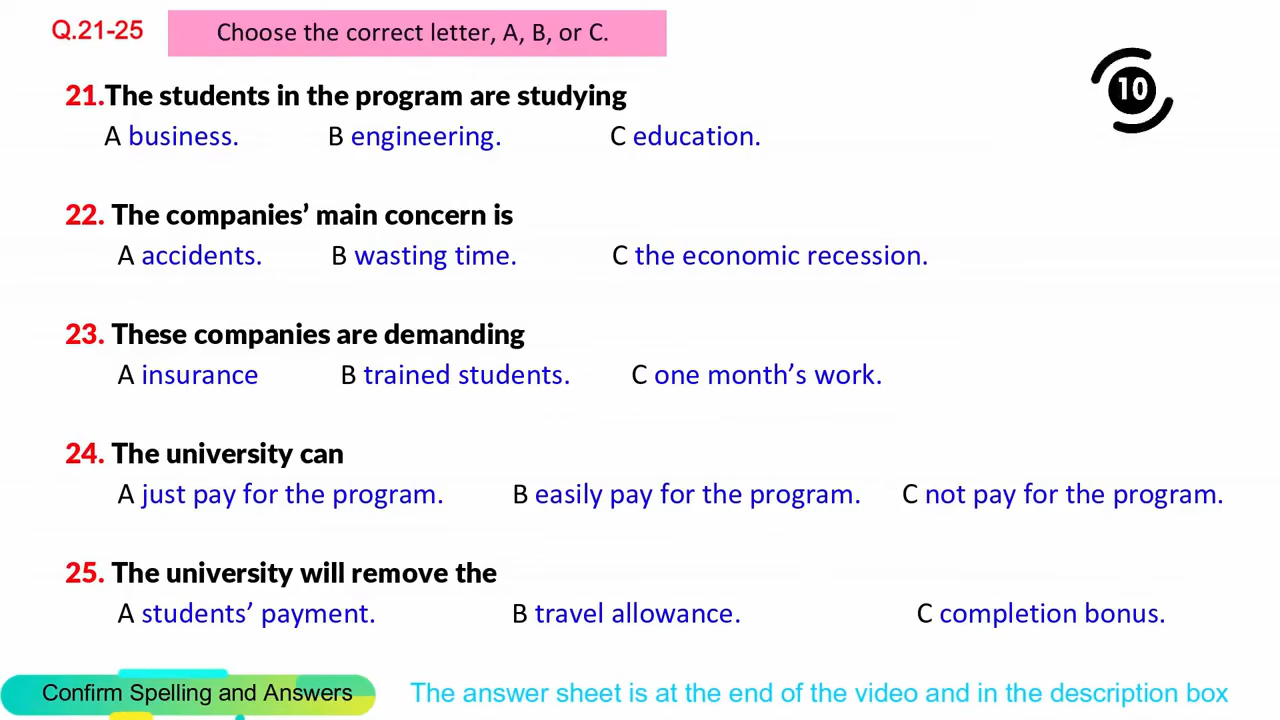 Q.21-25
Choose the correct letter, A, B, or C.
10
21.The students in the program are studying
A business. B engineering. C education.
22. The companies’ main concern is
A accidents. B wasting time. C the economic recession.
23. These companies are demanding
A insurance B trained students. C one month’s work.
24. The university can
A just pay for the program. B easily pay for the program. C not pay for the program.
25. The university will remove the
A students’ payment. B travel allowance. C completion bonus.
Confirm Spelling and Answers
The answer sheet is at the end of the video and in the description box